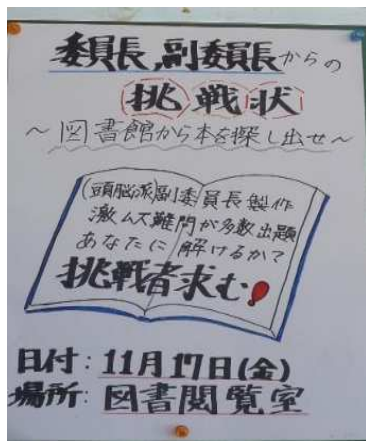 委員長,副委員長からの
挑戦状
～図書館から本を探し出せ～
(頭脳派)副委員長製作
激ムズ難問が多数出題
あなたに解けるか?
挑戦者求む!
日付:11月17日(金)
場所:図書閲覧室